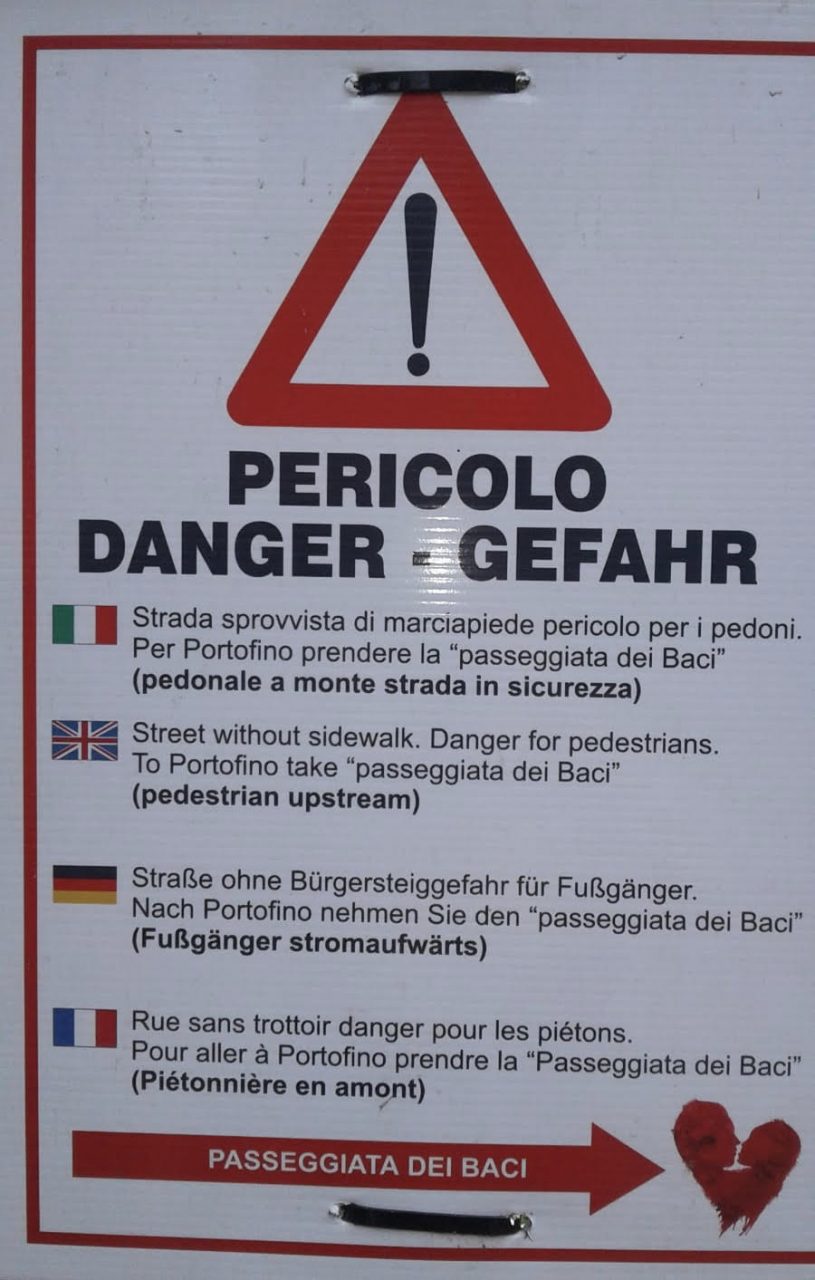 PERICOLO
DANGER - GEFAHR
Strada sprovvista di marciapiede pericolo per i pedoni.
Per Portofino prendere la “passeggiata dei Baci”
(pedonale a monte strada in sicurezza)
Street without sidewalk. Danger for pedestrians.
To Portofino take “passeggiata dei Baci”
(pedestrian upstream)
Straße ohne Bürgersteiggefahr für Fußgänger.
Nach Portofino nehmen Sie den “passeggiata dei Baci”
(Fußgänger stromaufwärts)
Rue sans trottoir danger pour les piétons.
Pour aller à Portofino prendre la “Passeggiata dei Baci”
(Piétonnière en amont)
PASSEGGIATA DEI BACI